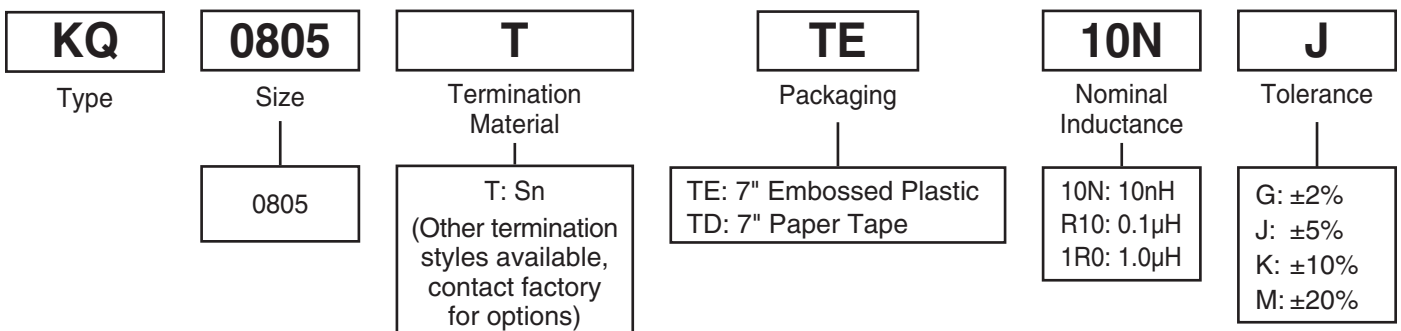 KQ 0805 T TE 10N J
Type Size Termination Material Packaging Nominal Inductance Tolerance
0805
T: Sn
(Other termination
styles available,
contact factory
for options)
TE: 7" Embossed Plastic
TD: 7" Paper Tape
10N: 10nH
R10: 0.1µH
1R0: 1.0µH
G: ±2%
J: ±5%
K: ±10%
M: ±20%